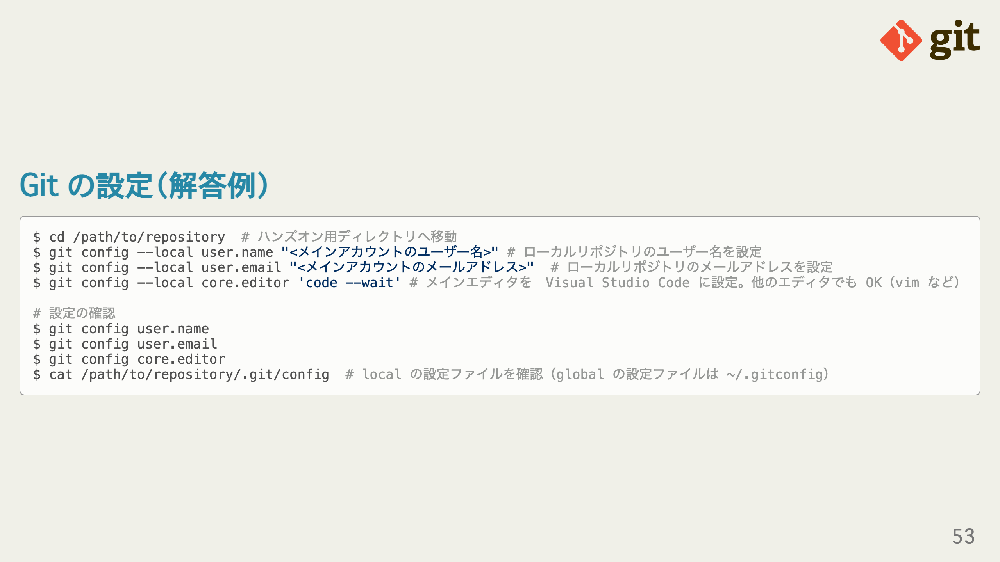 git
Git の設定（解答例）
$ cd /path/to/repository  # ハンズオン用ディレクトリへ移動
$ git config --local user.name "<メインアカウントのユーザー名>" # ローカルリポジトリのユーザー名を設定
$ git config --local user.email "<メインアカウントのメールアドレス>"  # ローカルリポジトリのメールアドレスを設定
$ git config --local core.editor 'code --wait' # メインエディタを　Visual Studio Code に設定。他のエディタでも OK（vim など）
# 設定の確認
$ git config user.name
$ git config user.email
$ git config core.editor
$ cat /path/to/repository/.git/config  # local の設定ファイルを確認（global の設定ファイルは ~/.gitconfig）
53